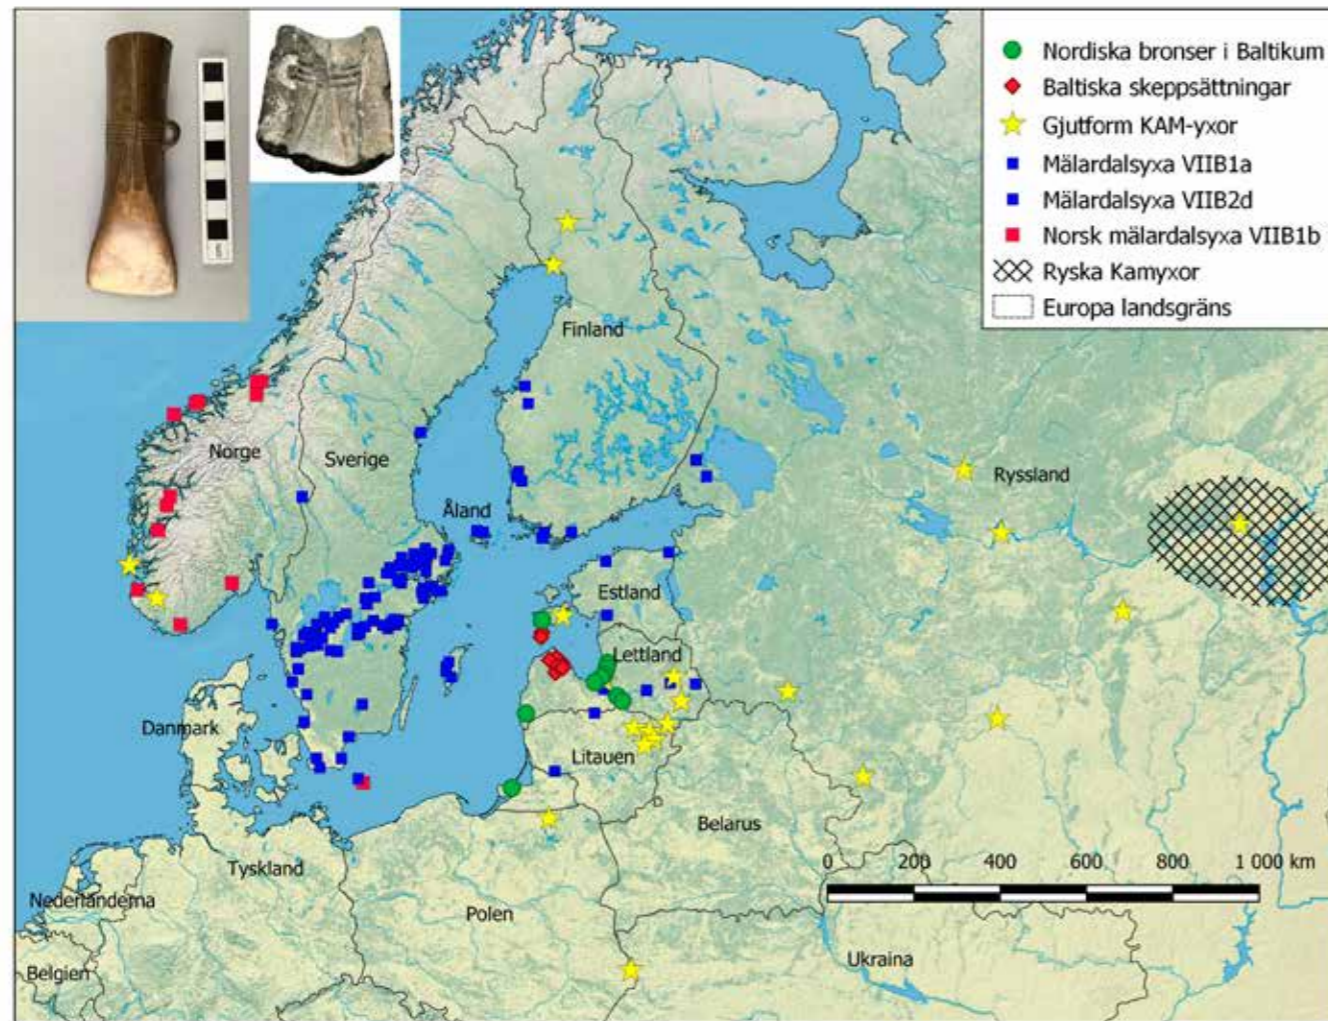 Nordiska bronser i Baltikum
Baltiska skeppsättningar
Gjutform KAM-yxor
Mälardalsyxa VIIB1a
Mälardalsyxa VIIB2d
Norsk mälardalsyxa VIIB1b
Ryska Kamyxor
Europa landsgräns
Finland
Norge
Sverige
Ryssland
Åland
Estland
Lettland
Danmark
Litauen
Belarus
Tyskland
0 200 400 600 800 1 000 km
Nederländerna
Polen
Ukraina
Belgien